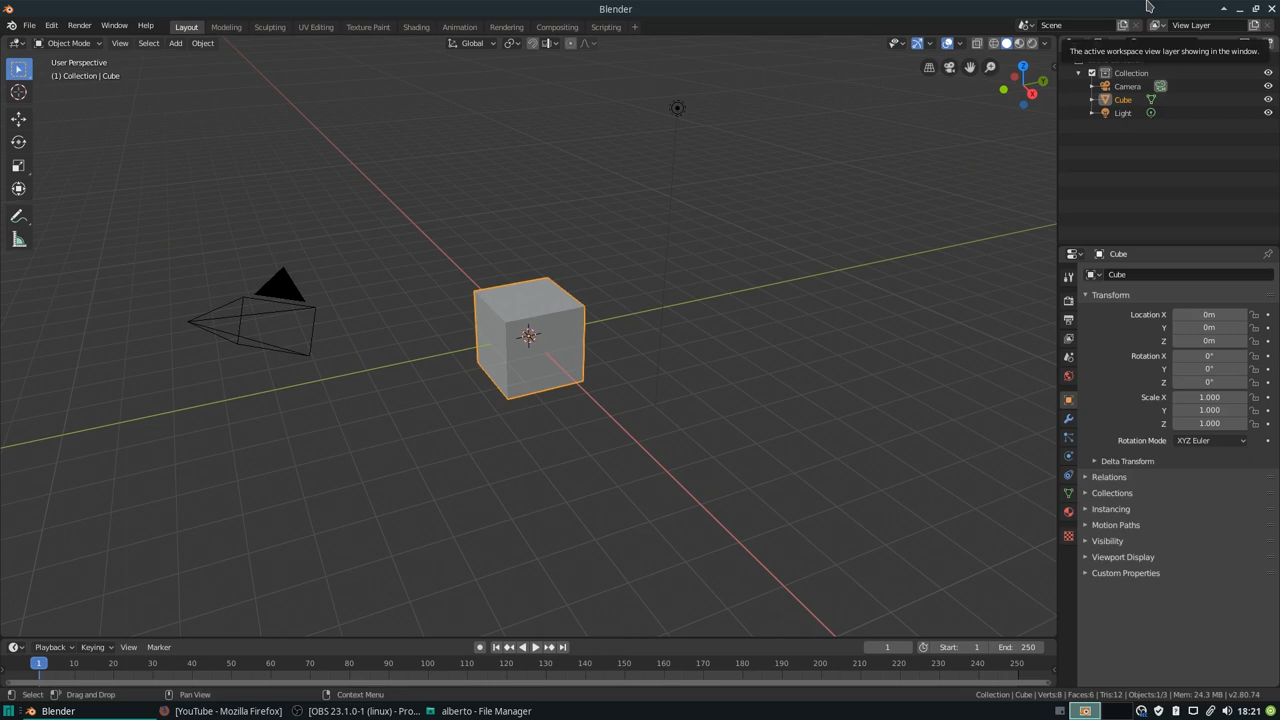 Blender
File Edit Render Window Help Layout Modeling Sculpting UV Editing Texture Paint Shading Animation Rendering Compositing Scripting + Scene View Layer
Object Mode View Select Add Object Global
The active workspace view layer showing in the window.
User Perspective
(1) Collection | Cube
Z
Y
X
Collection
Camera
Cube
Light
Cube
Cube
Transform
Location X 0m
Y 0m
Z 0m
Rotation X 0°
Y 0°
Z 0°
Scale X 1.000
Y 1.000
Z 1.000
Rotation Mode XYZ Euler
Delta Transform
Relations
Collections
Instancing
Motion Paths
Visibility
Viewport Display
Custom Properties
Playback Keying View Marker 1 Start: 1 End: 250
1 10 20 30 40 50 60 70 80 90 100 110 120 130 140 150 160 170 180 190 200 210 220 230 240 250
Select Drag and Drop Pan View Context Menu Collection | Cube | Verts:8 | Faces:6 | Tris:12 | Objects:1/3 | Mem: 24.3 MB | v2.80.74
Blender [YouTube - Mozilla Firefox] [OBS 23.1.0-1 (linux) - Pro... alberto - File Manager 18:21